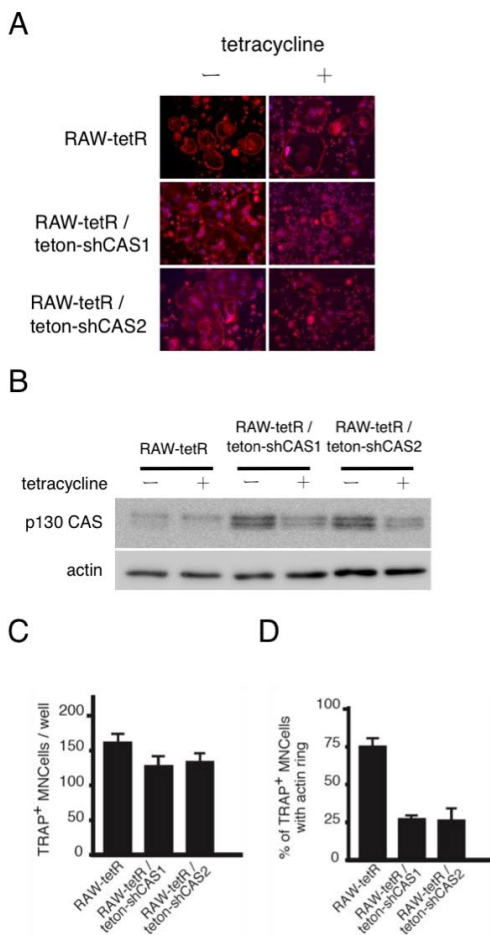 A
tetracycline
— +
RAW-tetR
RAW-tetR /
teton-shCAS1
RAW-tetR /
teton-shCAS2
B
RAW-tetR
RAW-tetR /
teton-shCAS1
RAW-tetR /
teton-shCAS2
tetracycline — + — + — +
p130 CAS
actin
C
TRAP+ MNCells / well
200
150
100
50
0
RAW-tetR
RAW-tetR /
teton-shCAS1
RAW-tetR /
teton-shCAS2
D
% of TRAP+ MNCells
with actin ring
100
75
50
25
0
RAW-tetR
RAW-tetR /
teton-shCAS1
RAW-tetR /
teton-shCAS2